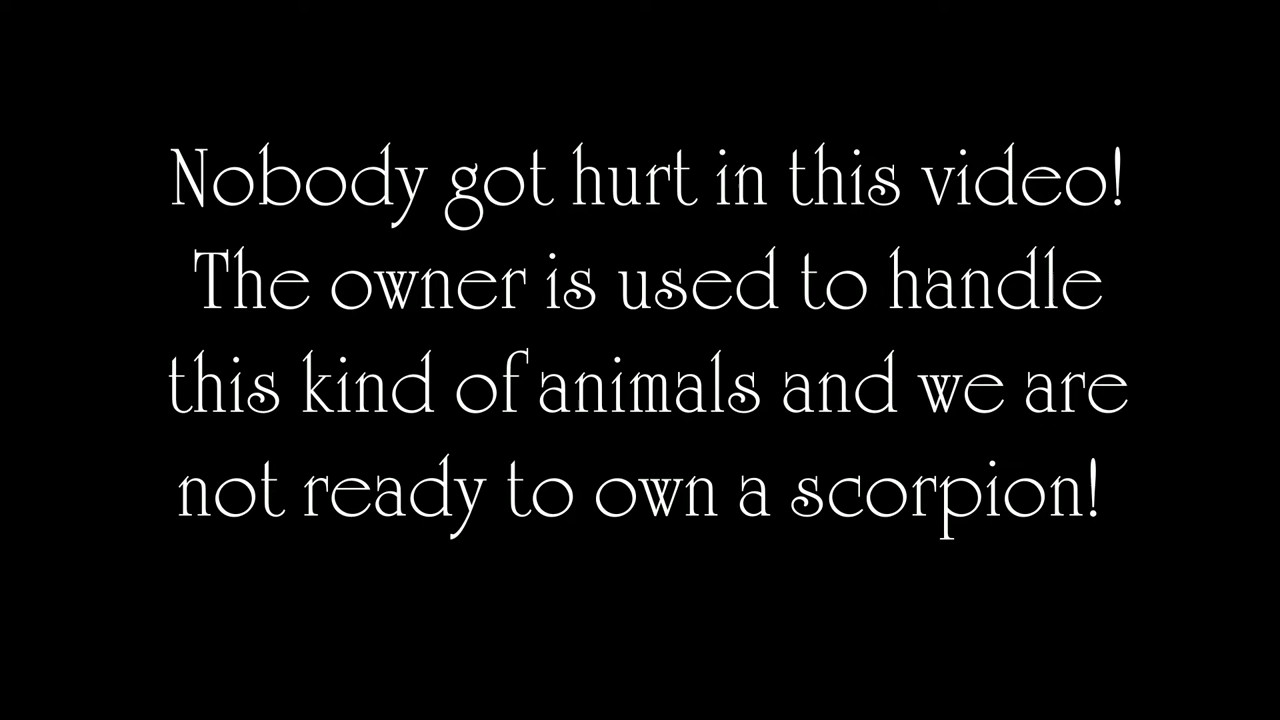 Nobody got hurt in this video!
The owner is used to handle
this kind of animals and we are
not ready to own a scorpion!